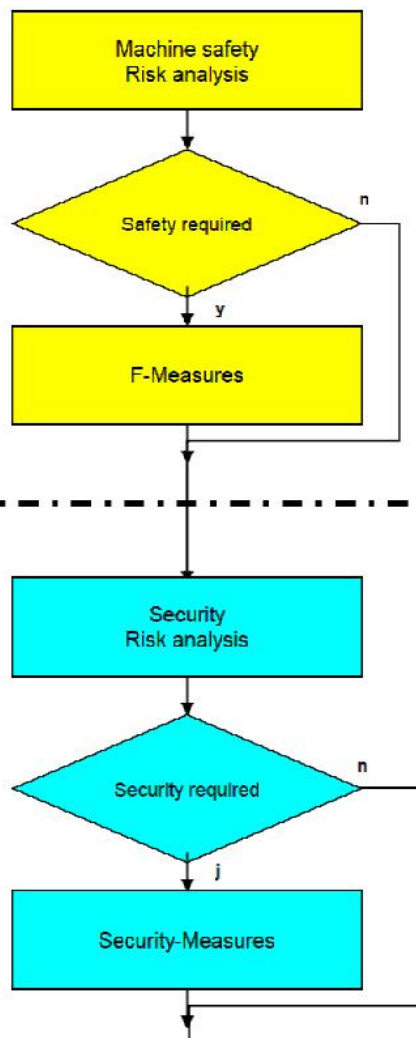 Machine safety
Risk analysis
Safety required
n
y
F-Measures
Security
Risk analysis
Security required
n
j
Security-Measures